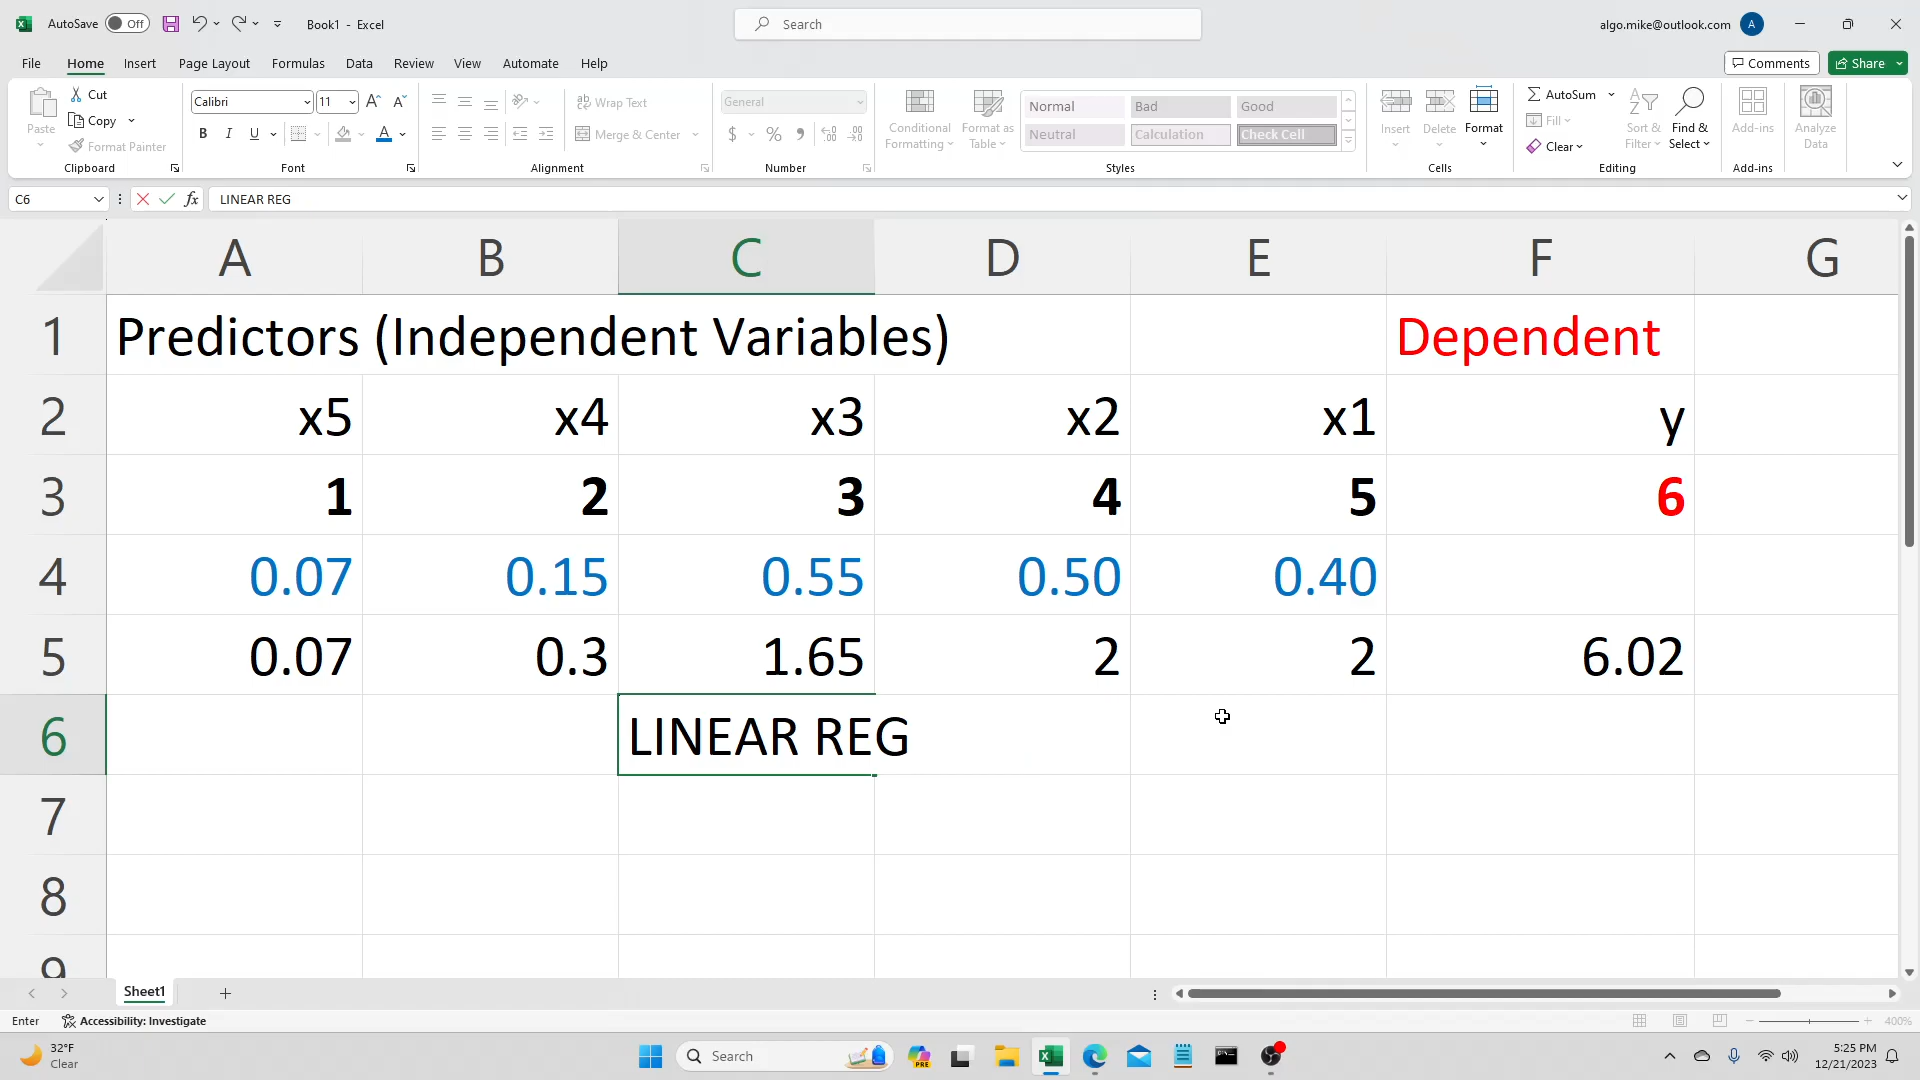 AutoSave Off Book1 - Excel Search algo.mike@outlook.com A
File Home Insert Page Layout Formulas Data Review View Automate Help Comments Share
Paste Cut Copy Format Painter Clipboard
Calibri 11 B I U A Font
ab Wrap Text Merge & Center Alignment
General $ % , Number
Conditional Formatting Format as Table Normal Bad Good Neutral Calculation Check Cell Styles
Insert Delete Format Cells
AutoSum Fill Clear Sort & Filter Find & Select Editing
Add-ins Add-ins
Analyze Data
C6 fx LINEAR REG
A B C D E F G
1 Predictors (Independent Variables) Dependent
2 x5 x4 x3 x2 x1 y
3 1 2 3 4 5 6
4 0.07 0.15 0.55 0.50 0.40
5 0.07 0.3 1.65 2 2 6.02
6 LINEAR REG
7
8
9
Sheet1
Enter Accessibility: Investigate 400%
32°F
Clear
Search PRE
5:25 PM
12/21/2023